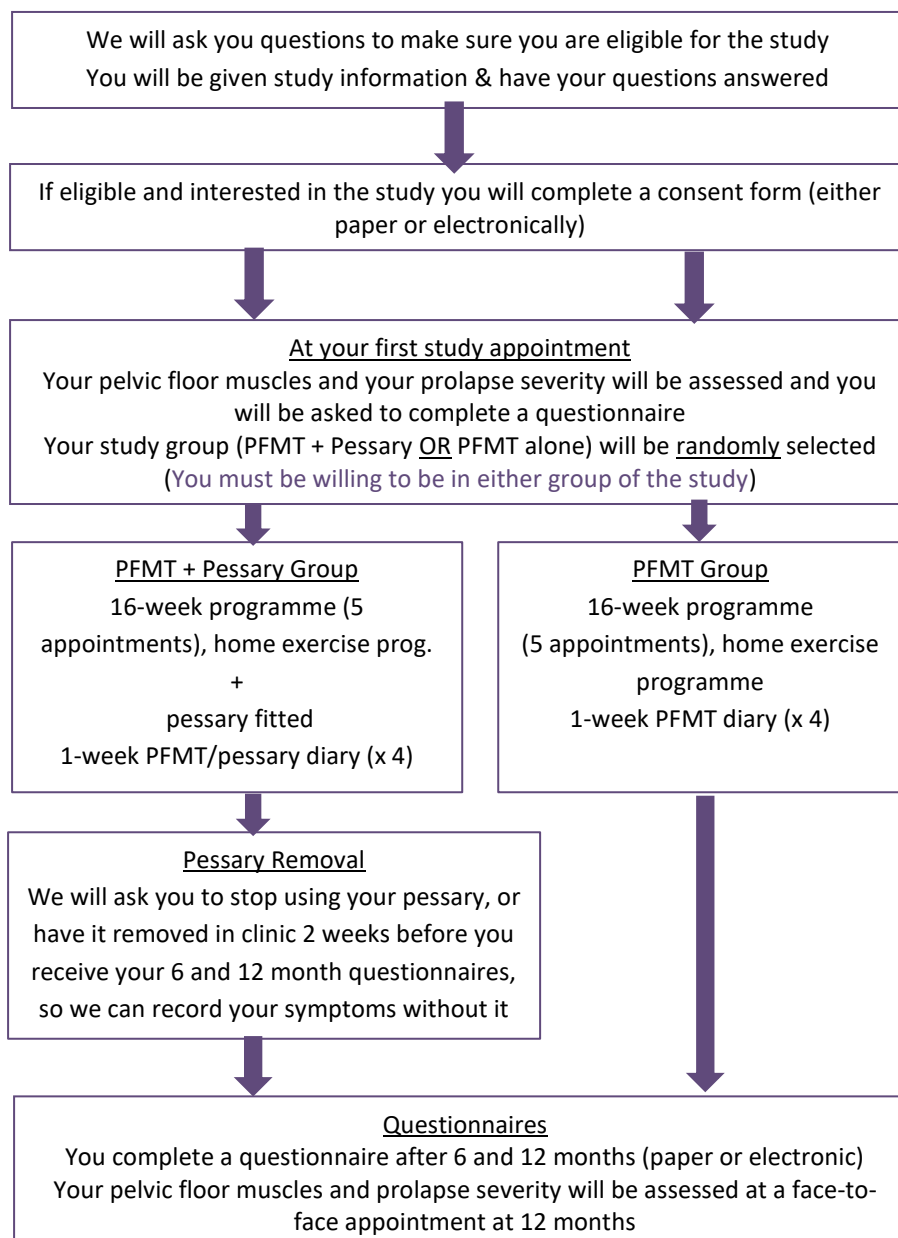 We will ask you questions to make sure you are eligible for the study
You will be given study information & have your questions answered
If eligible and interested in the study you will complete a consent form (either
paper or electronically)
At your first study appointment
Your pelvic floor muscles and your prolapse severity will be assessed and you
will be asked to complete a questionnaire
Your study group (PFMT + Pessary OR PFMT alone) will be randomly selected
(You must be willing to be in either group of the study)
PFMT + Pessary Group
16-week programme (5
appointments), home exercise prog.
+
pessary fitted
1-week PFMT/pessary diary (x 4)
PFMT Group
16-week programme
(5 appointments), home exercise
programme
1-week PFMT diary (x 4)
Pessary Removal
We will ask you to stop using your pessary, or
have it removed in clinic 2 weeks before you
receive your 6 and 12 month questionnaires,
so we can record your symptoms without it
Questionnaires
You complete a questionnaire after 6 and 12 months (paper or electronic)
Your pelvic floor muscles and prolapse severity will be assessed at a face-to-
face appointment at 12 months